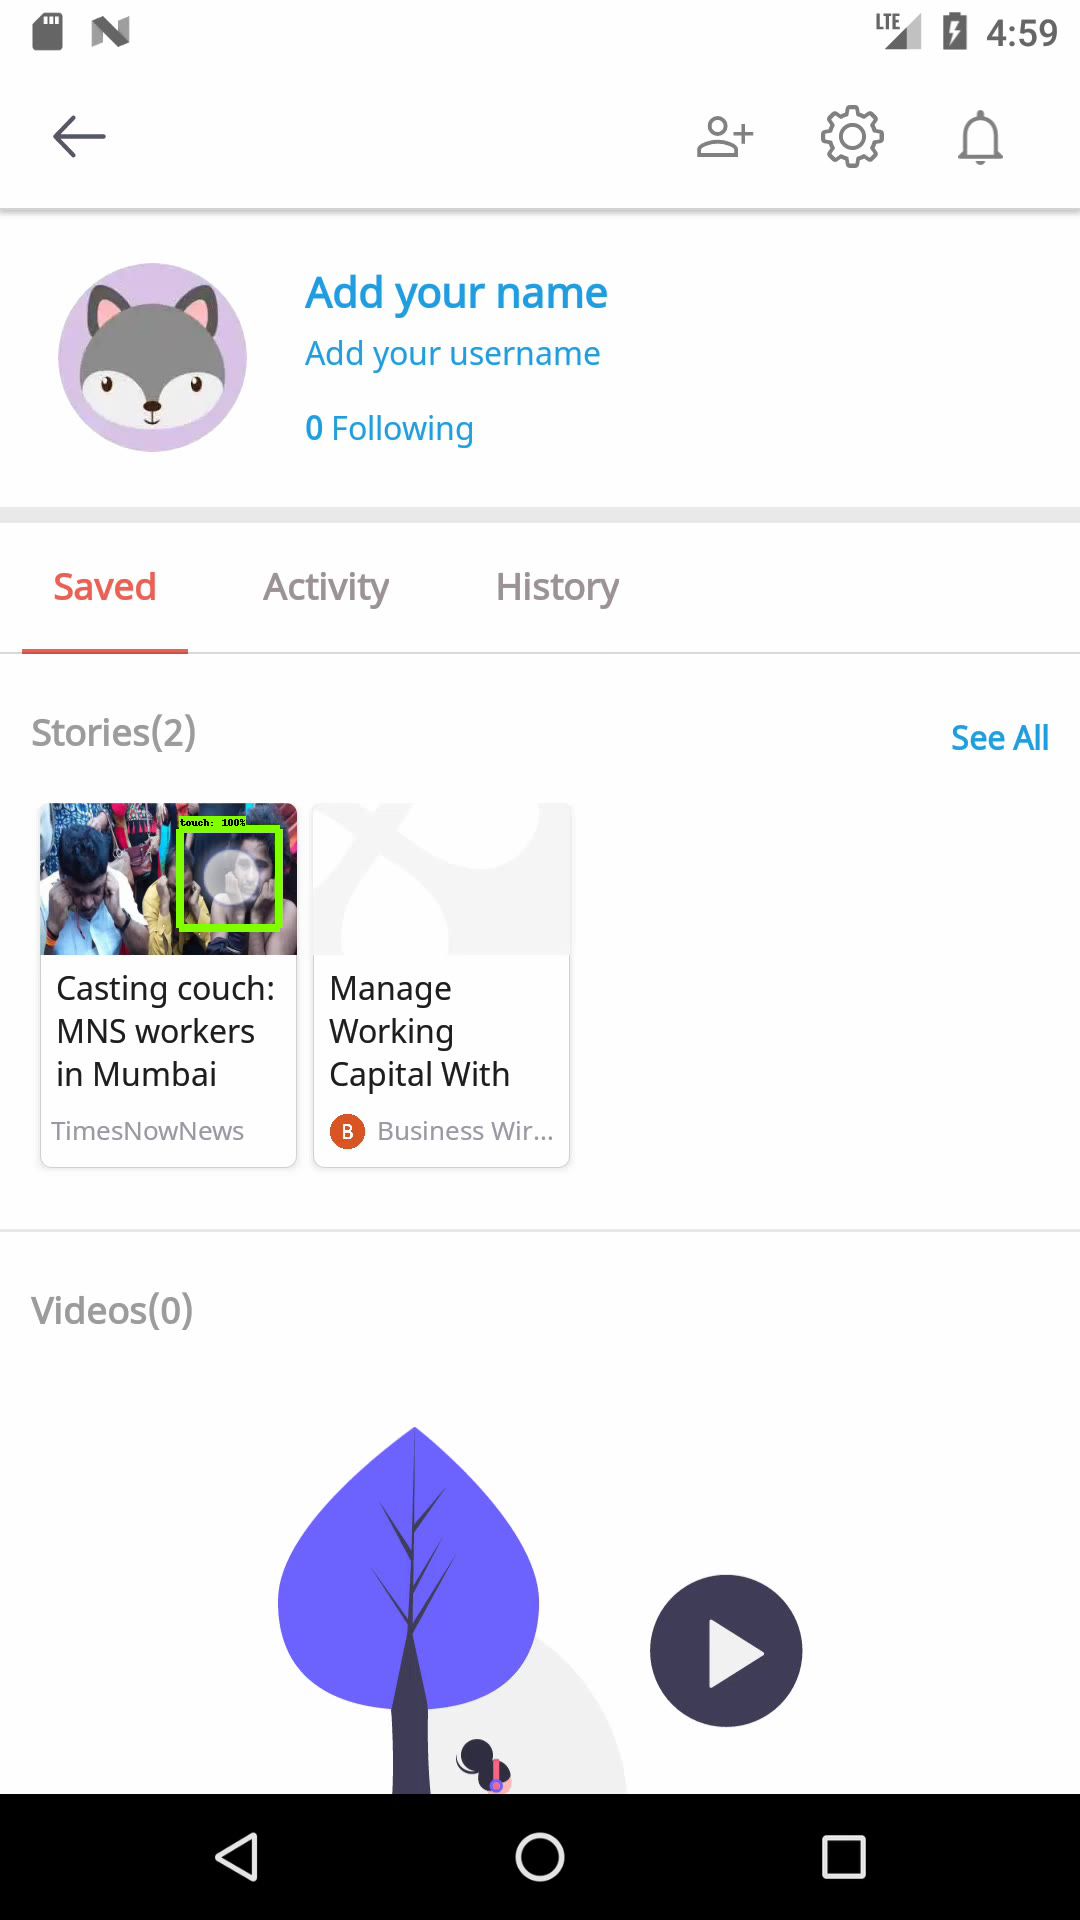 LTE 4:59
Add your name
Add your username
0 Following
Saved Activity History
Stories(2)
See All
touch: 100%
Casting couch:
MNS workers
in Mumbai
TimesNowNews
Manage
Working
Capital With
B Business Wir...
Videos(0)